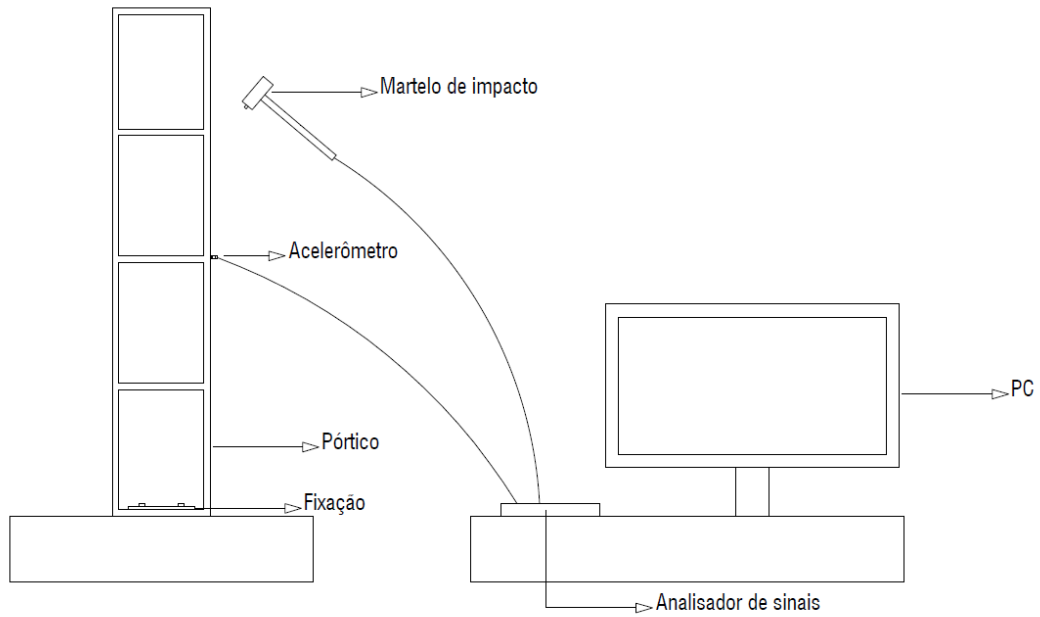 Martelo de impacto
Acelerômetro
PC
Pórtico
Fixação
Analisador de sinais